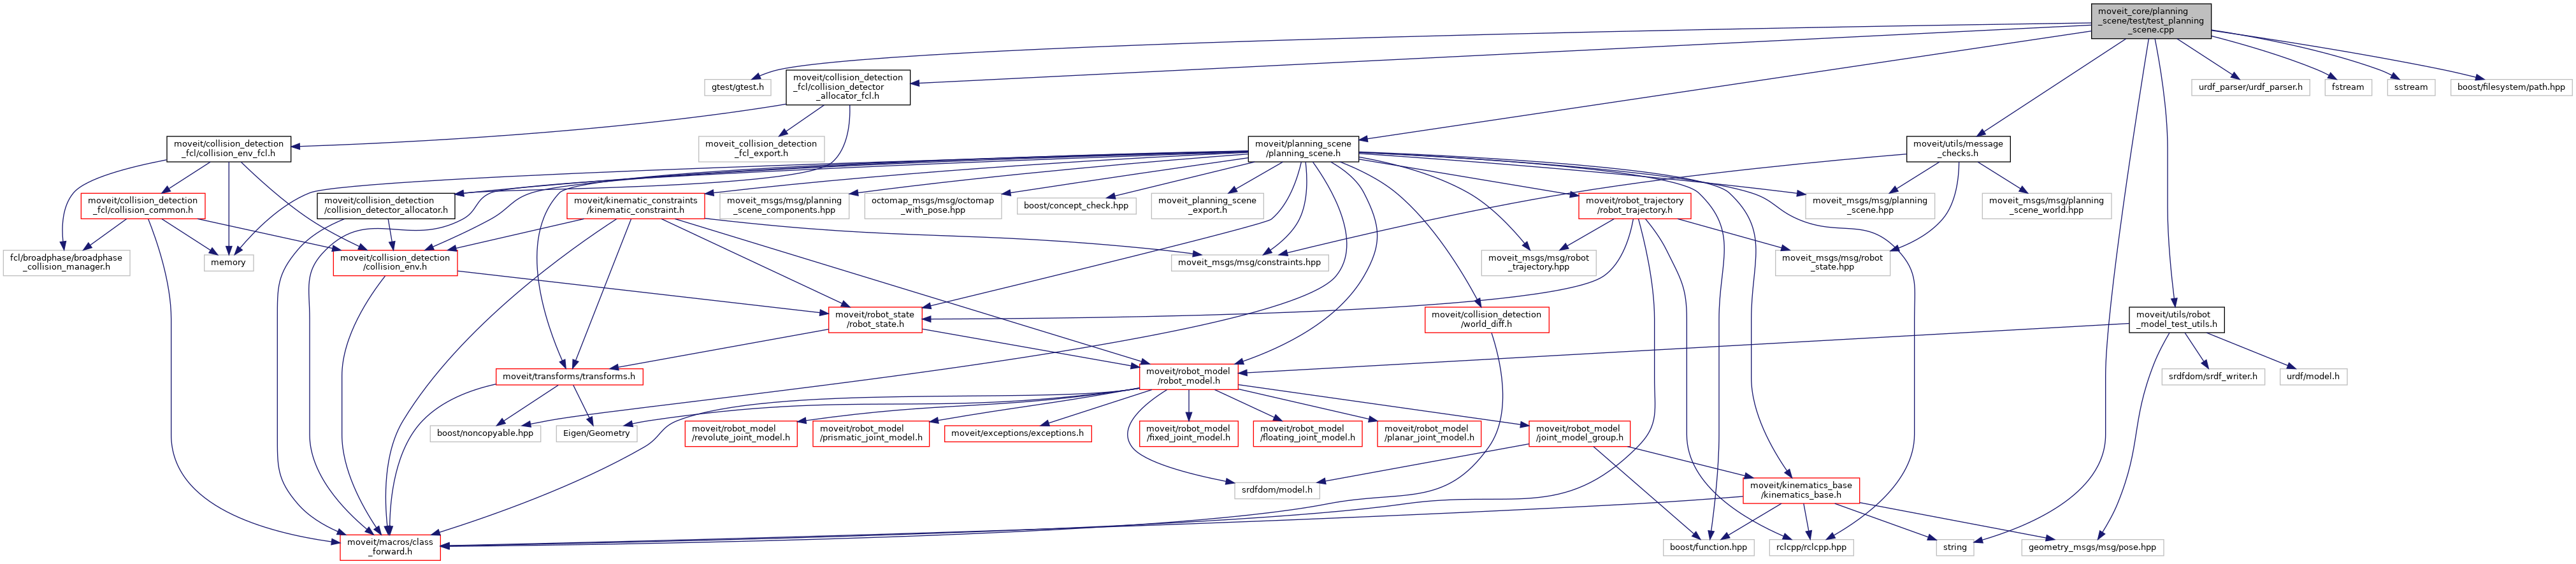 moveit_core/planning
_scene/test/test_planning
_scene.cpp
gtest/gtest.h
moveit/collision_detection
_fcl/collision_detector
_allocator_fcl.h
urdf_parser/urdf_parser.h
fstream
sstream
boost/filesystem/path.hpp
moveit/collision_detection
_fcl/collision_env_fcl.h
moveit_collision_detection
_fcl_export.h
moveit/planning_scene
/planning_scene.h
moveit/utils/message
_checks.h
moveit/collision_detection
_fcl/collision_common.h
moveit/collision_detection
/collision_detector_allocator.h
moveit/kinematic_constraints
/kinematic_constraint.h
moveit_msgs/msg/planning
_scene_components.hpp
octomap_msgs/msg/octomap
_with_pose.hpp
boost/concept_check.hpp
moveit_planning_scene
_export.h
moveit/robot_trajectory
/robot_trajectory.h
moveit_msgs/msg/planning
_scene.hpp
moveit_msgs/msg/planning
_scene_world.hpp
fcl/broadphase/broadphase
_collision_manager.h
memory
moveit/collision_detection
/collision_env.h
moveit_msgs/msg/constraints.hpp
moveit_msgs/msg/robot
_trajectory.hpp
moveit_msgs/msg/robot
_state.hpp
moveit/robot_state
/robot_state.h
moveit/collision_detection
/world_diff.h
moveit/utils/robot
_model_test_utils.h
moveit/transforms/transforms.h
moveit/robot_model
/robot_model.h
srdfdom/srdf_writer.h
urdf/model.h
boost/noncopyable.hpp
Eigen/Geometry
moveit/robot_model
/revolute_joint_model.h
moveit/robot_model
/prismatic_joint_model.h
moveit/exceptions/exceptions.h
moveit/robot_model
/fixed_joint_model.h
moveit/robot_model
/floating_joint_model.h
moveit/robot_model
/planar_joint_model.h
moveit/robot_model
/joint_model_group.h
srdfdom/model.h
moveit/kinematics_base
/kinematics_base.h
moveit/macros/class
_forward.h
boost/function.hpp
rclcpp/rclcpp.hpp
string
geometry_msgs/msg/pose.hpp